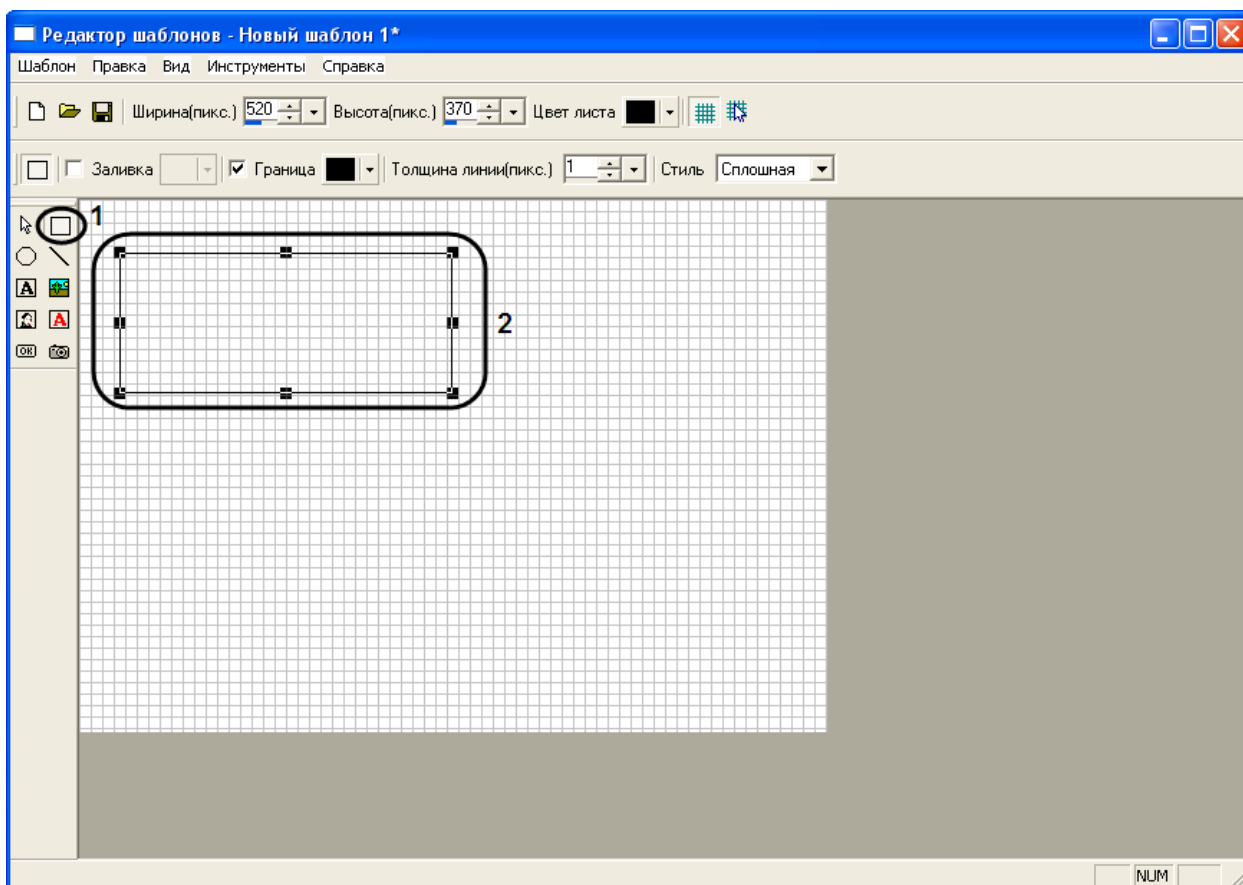 Редактор шаблонов - Новый шаблон 1*
Шаблон Правка Вид Инструменты Справка
Ширина(пикс.) 520 Высота(пикс.) 370 Цвет листа
Заливка Граница Толщина линии(пикс.) 1 Стиль Сплошная
1
A
A
OK
2
NUM